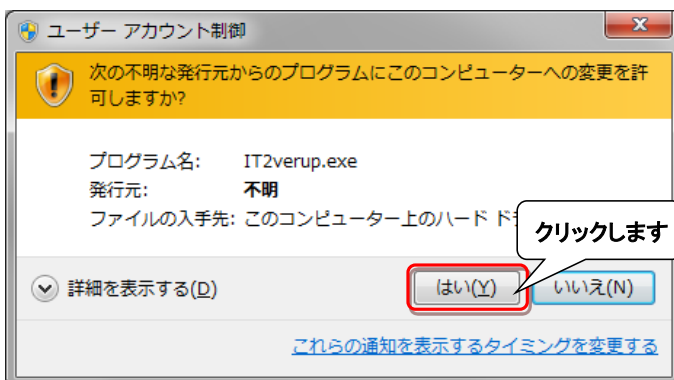 ユーザー アカウント制御
次の不明な発行元からのプログラムにこのコンピューターへの変更を許
可しますか?
プログラム名: IT2verup.exe
発行元: 不明
ファイルの入手先: このコンピューター上のハード
クリックします
詳細を表示する(D)
はい(Y)
いいえ(N)
これらの通知を表示するタイミングを変更する